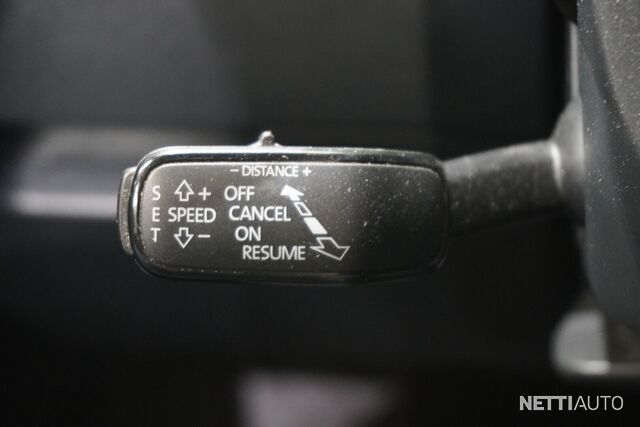 - DISTANCE +
S + OFF
E SPEED CANCEL
T - ON
RESUME
NETTIAUTO